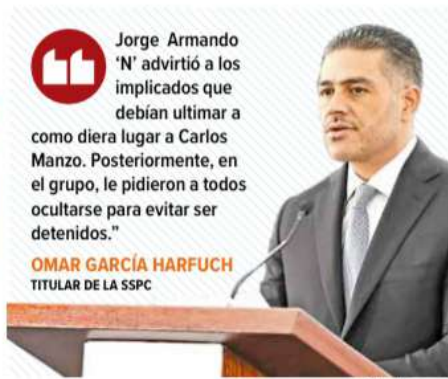 Jorge Armando
‘N’ advirtió a los
implicados que
debían ultimar a
como diera lugar a Carlos
Manzo. Posteriormente, en
el grupo, le pidieron a todos
ocultarse para evitar ser
detenidos.”
OMAR GARCÍA HARFUCH
TITULAR DE LA SSPC